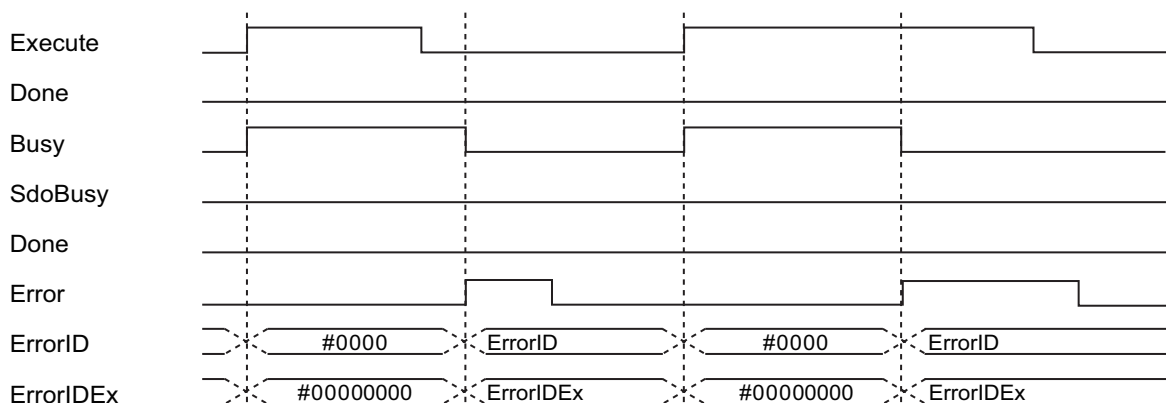 Execute
Done
Busy
SdoBusy
Done
Error
ErrorID #0000 ErrorID #0000 ErrorID
ErrorIDEx #00000000 ErrorIDEx #00000000 ErrorIDEx